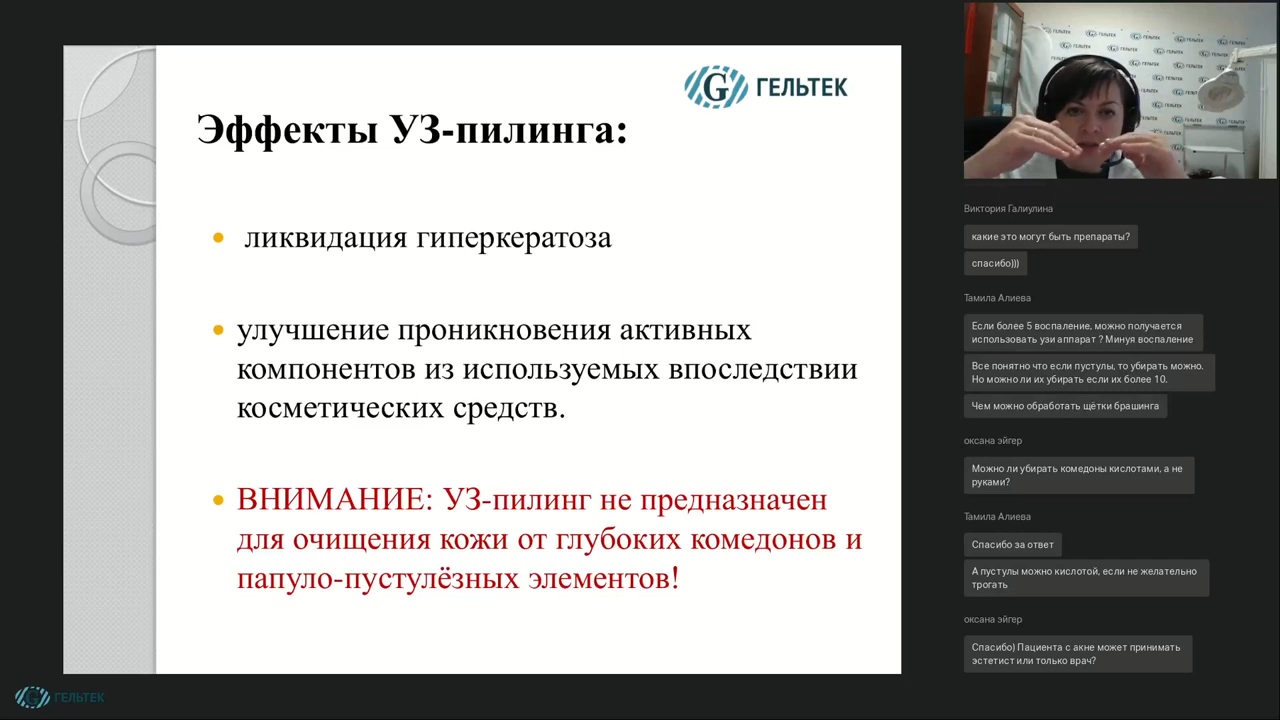 ГЕЛЬТЕК
Эффекты УЗ-пилинга:
ликвидация гиперкератоза
улучшение проникновения активных
компонентов из используемых впоследствии
косметических средств.
ВНИМАНИЕ: УЗ-пилинг не предназначен
для очищения кожи от глубоких комедонов и
папуло-пустулёзных элементов!
ГЕЛЬТЕК
Виктория Галиулина
какие это могут быть препараты?
спасибо)))
Тамила Алиева
Если более 5 воспаление, можно получается
использовать узи аппарат ? Минуя воспаление
Все понятно что если пустулы, то убирать можно.
Но можно ли их убирать если их более 10.
Чем можно обработать щётки брашинга
оксана эйгер
Можно ли убирать комедоны кислотами, а не
руками?
Тамила Алиева
Спасибо за ответ
А пустулы можно кислотой, если не желательно
трогать
оксана эйгер
Спасибо) Пациента с акне может принимать
эстетист или только врач?